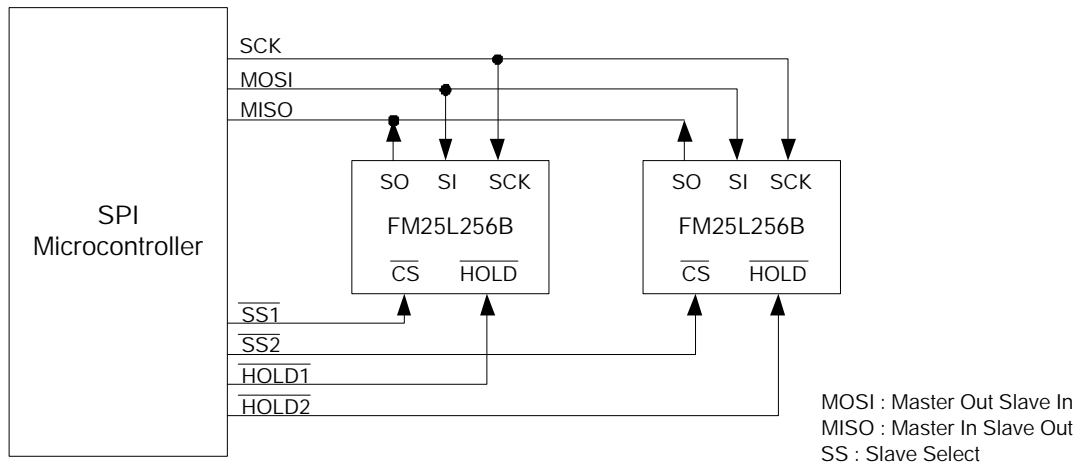 SCK
MOSI
MISO
SO SI SCK
SO SI SCK
SPI
Microcontroller
FM25L256B
FM25L256B
CS HOLD
CS HOLD
SS1
SS2
HOLD1
HOLD2
MOSI : Master Out Slave In
MISO : Master In Slave Out
SS : Slave Select